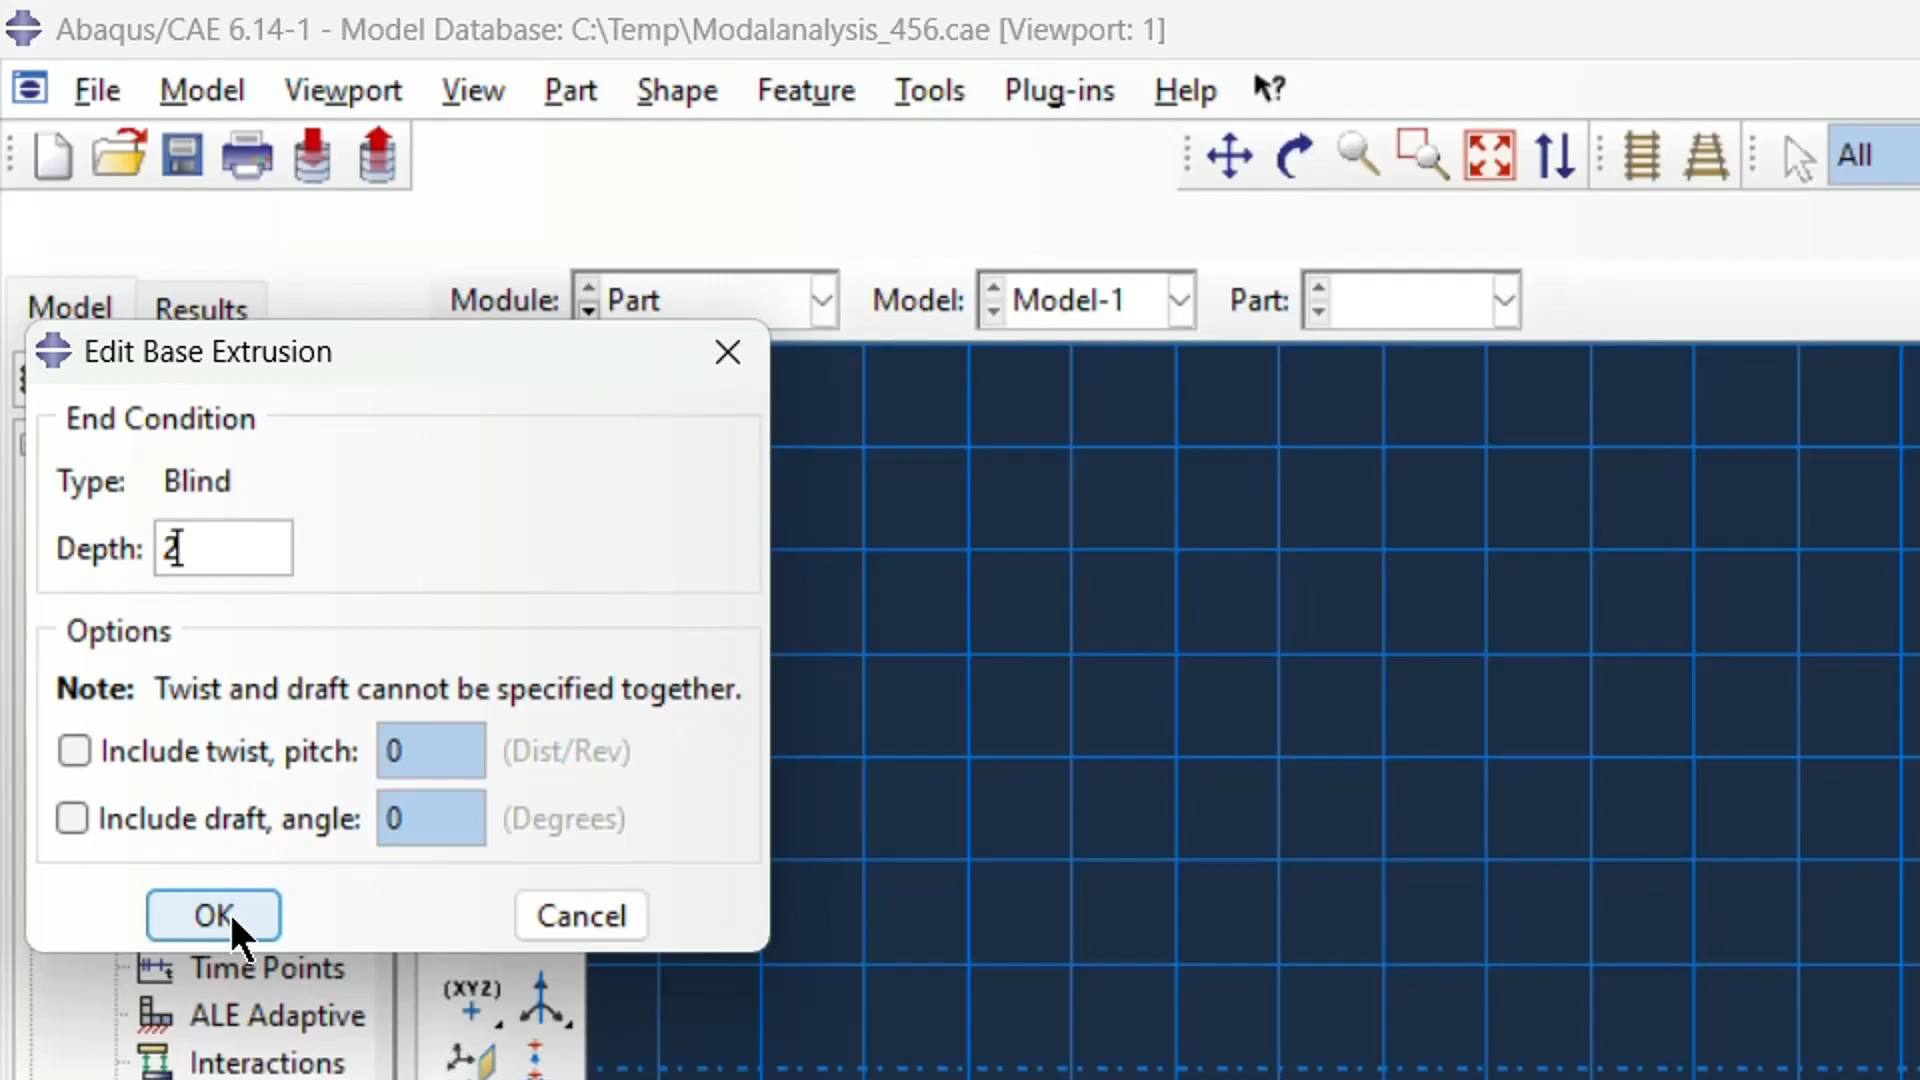 Abaqus/CAE 6.14-1 - Model Database: C:\Temp\Modalanalysis_456.cae [Viewport: 1]
File Model Viewport View Part Shape Feature Tools Plug-ins Help ?
All
Model Results Module: Part Model: Model-1 Part:
Edit Base Extrusion
End Condition
Type: Blind
Depth: 2
Options
Note: Twist and draft cannot be specified together.
Include twist, pitch: 0 (Dist/Rev)
Include draft, angle: 0 (Degrees)
OK Cancel
Time Points
(XYZ)
ALE Adaptive
Interactions